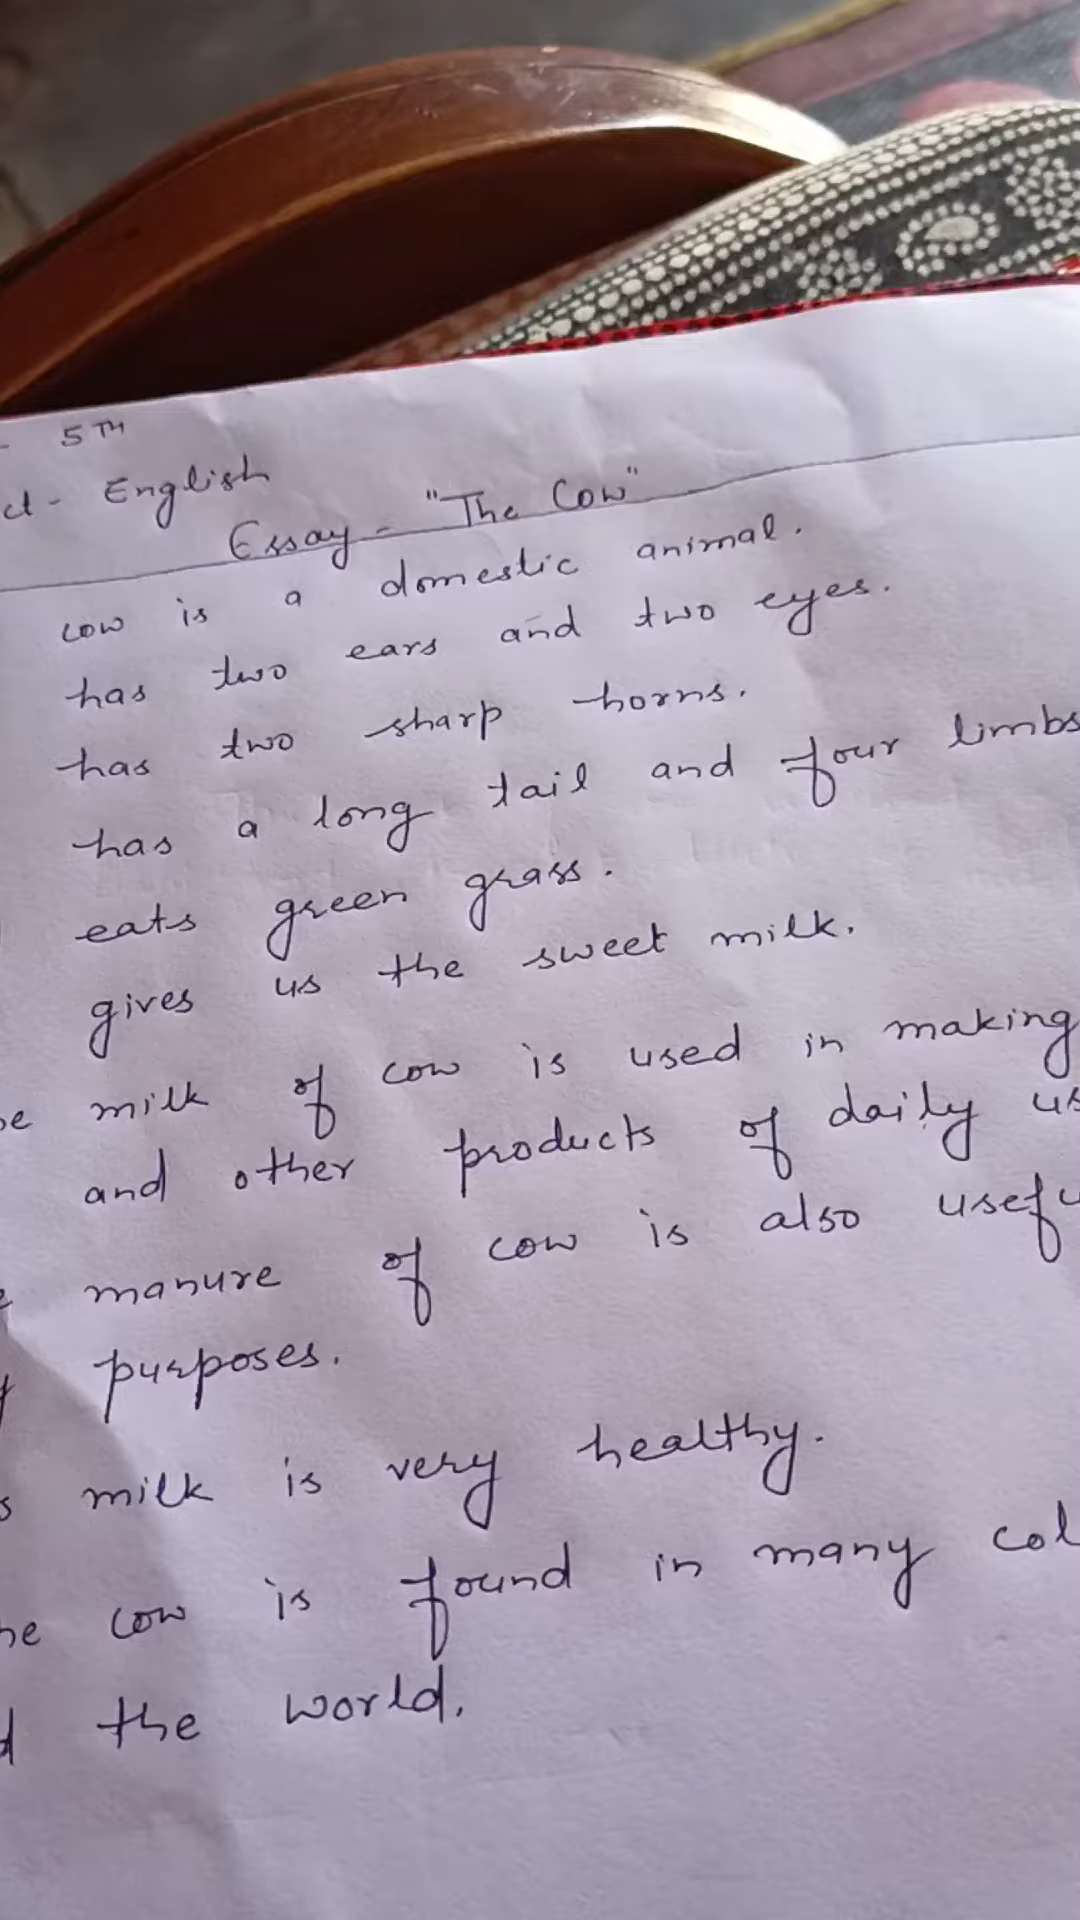 5TH
English
Essay - "The Cow"
cow is a domestic animal.
has two ears and two eyes.
has two sharp horns.
has a long tail and four limbs
eats green grass.
gives us the sweet milk.
milk of cow is used in making
and other products of daily
manure of cow is also
purposes.
milk is very healthy.
cow is found in many
the world.